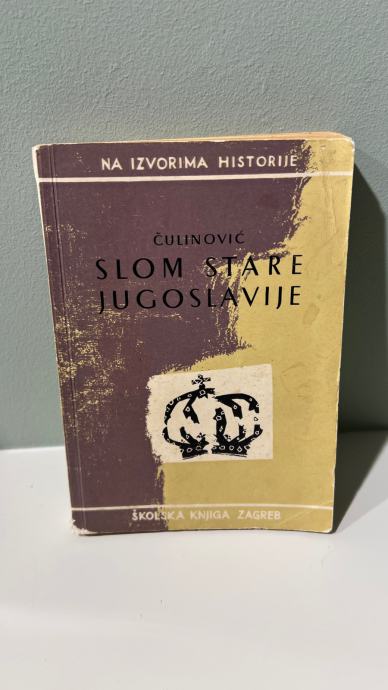 NA IZVORIMA HISTORIJE
ČULINOVIĆ
SLOM STARE
JUGOSLAVIJE
ŠKOLSKA KNJIGA ZAGREB